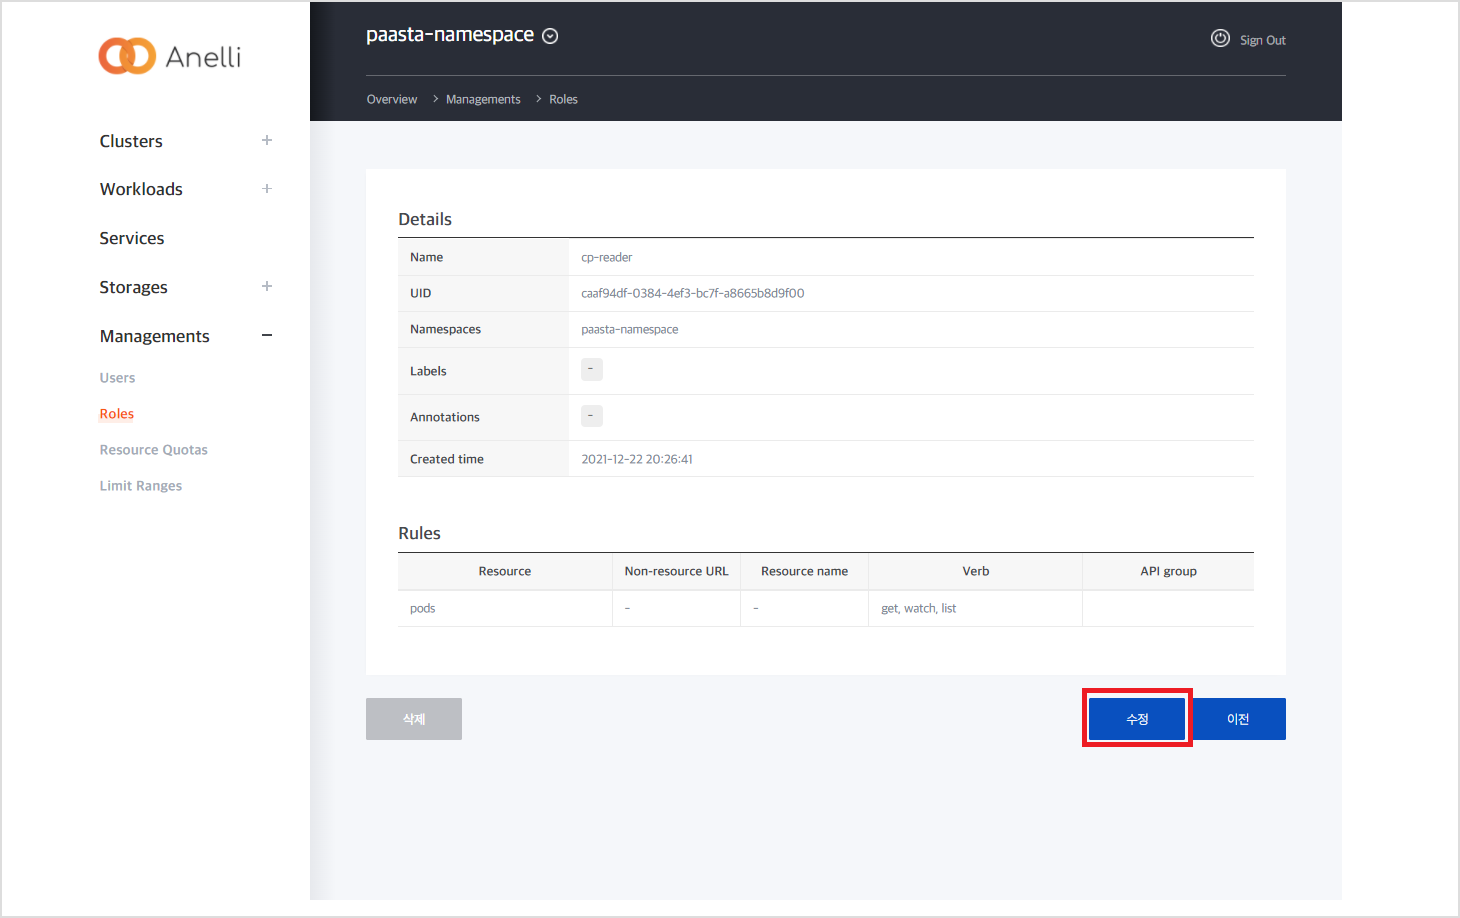 Anelli
Clusters
Workloads
Services
Storages
Managements
Users
Roles
Resource Quotas
Limit Ranges
paasta-namespace
Sign Out
Overview > Managements > Roles
Details
Name cp-reader
UID caaf94df-0384-4ef3-bc7f-a8665b8d9f00
Namespaces paasta-namespace
Labels -
Annotations -
Created time 2021-12-22 20:26:41
Rules
Resource Non-resource URL Resource name Verb API group
pods - - get, watch, list
삭제 수정 이전